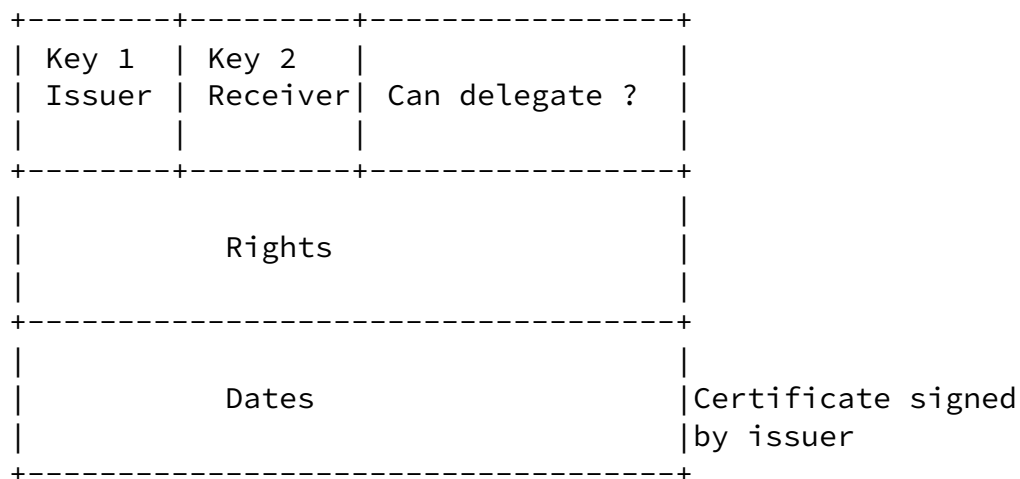 +--------+---------+-----------------+
| Key 1  | Key 2   |                 |
| Issuer | Receiver| Can delegate ?  |
|        |         |                 |
+--------+---------+-----------------+
|                                    |
|           Rights                   |
|                                    |
+------------------------------------+
|                                    |
|           Dates                    |Certificate signed
|                                    |by issuer
+------------------------------------+